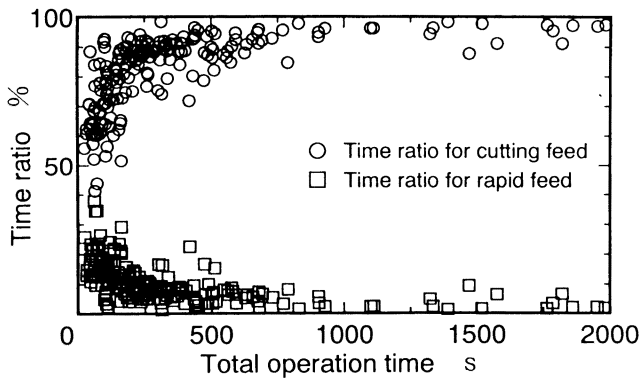 100
50
Time ratio %
Time ratio for cutting feed
Time ratio for rapid feed
0 500 1000 1500 2000
Total operation time s